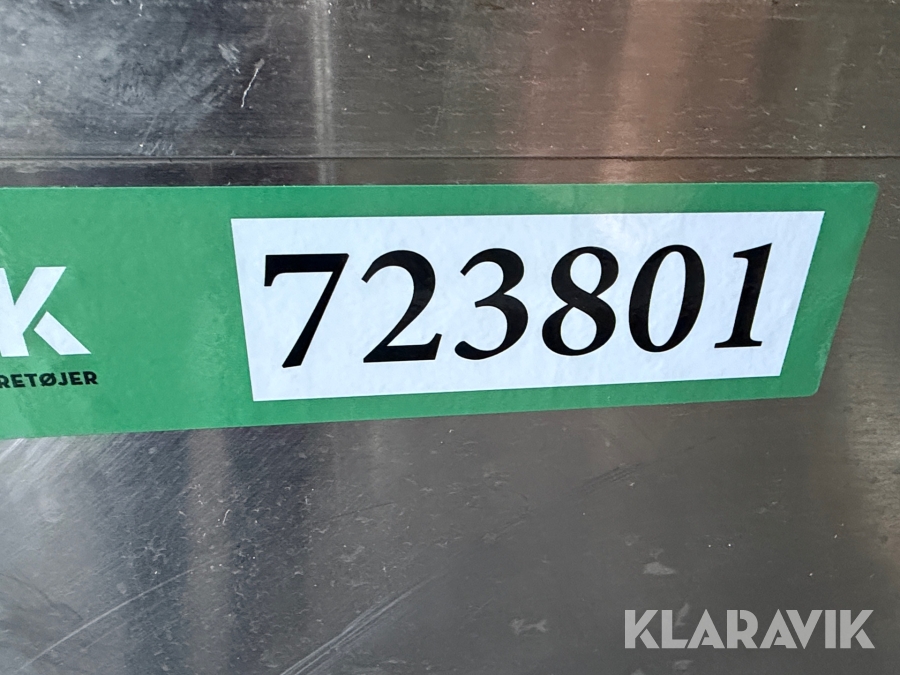 723801
K
RETØJER
KLARAVIK